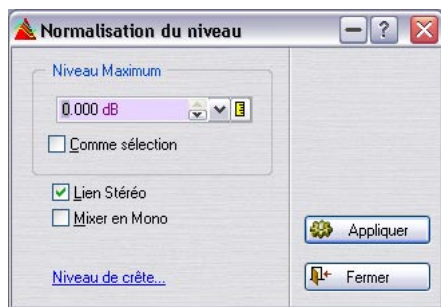 Normalisation du niveau
Niveau Maximum
0.000 dB
Comme sélection
Lien Stéréo
Mixer en Mono
Appliquer
Niveau de crête...
Fermer